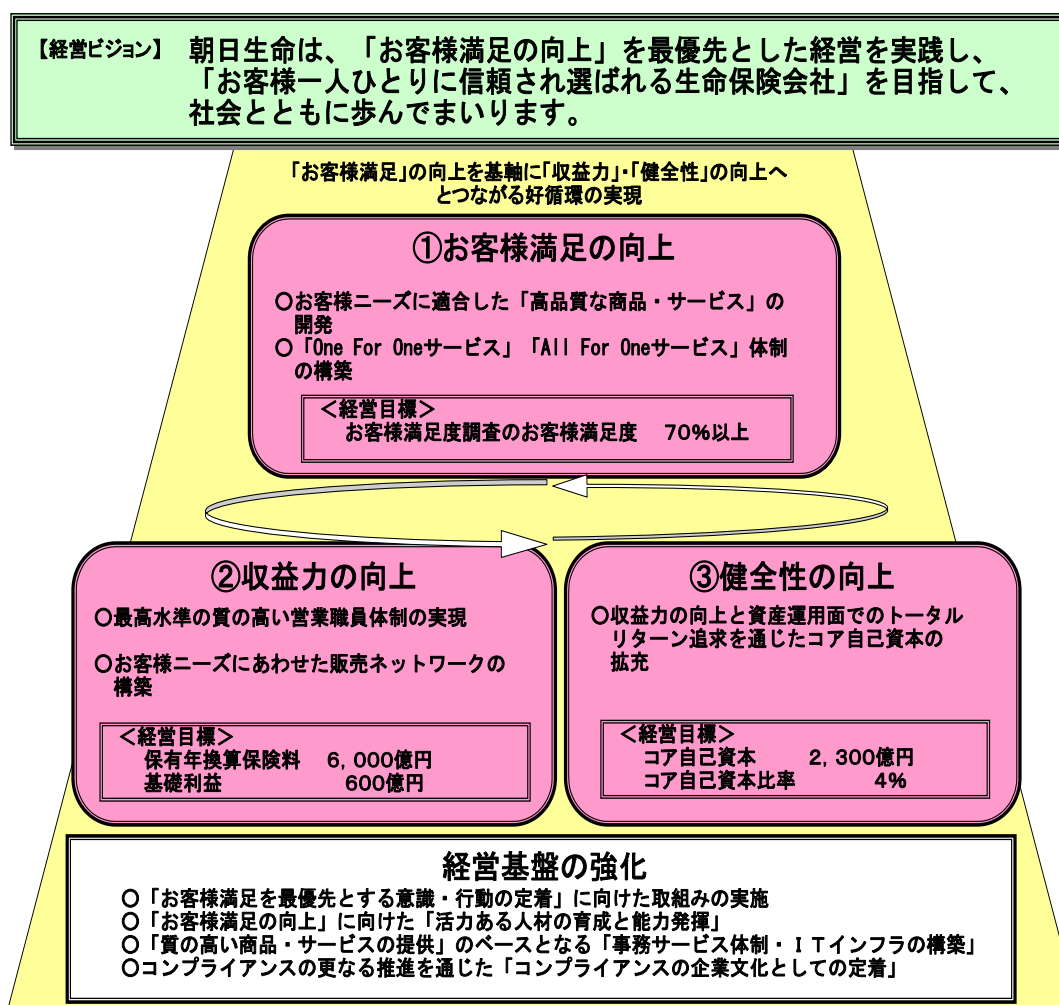 【経営ビジョン】 朝日生命は、「お客様満足の向上」を最優先とした経営を実践し、
「お客様一人ひとりに信頼され選ばれる生命保険会社」を目指して、
社会とともに歩んでまいります。
「お客様満足」の向上を基軸に「収益力」・「健全性」の向上へ
とつながる好循環の実現
①お客様満足の向上
○お客様ニーズに適合した「高品質な商品・サービス」の
開発
○「One For Oneサービス」「All For Oneサービス」体制
の構築
＜経営目標＞
お客様満足度調査のお客様満足度 70%以上
②収益力の向上
○最高水準の質の高い営業職員体制の実現
○お客様ニーズにあわせた販売ネットワークの
構築
＜経営目標＞
保有年換算保険料 6,000億円
基礎利益 600億円
③健全性の向上
○収益力の向上と資産運用面でのトータル
リターン追求を通じたコア自己資本の
拡充
＜経営目標＞
コア自己資本 2,300億円
コア自己資本比率 4%
経営基盤の強化
○「お客様満足を最優先とする意識・行動の定着」に向けた取組みの実施
○「お客様満足の向上」に向けた「活力ある人材の育成と能力発揮」
○「質の高い商品・サービスの提供」のベースとなる「事務サービス体制・ＩＴインフラの構築」
○コンプライアンスの更なる推進を通じた「コンプライアンスの企業文化としての定着」